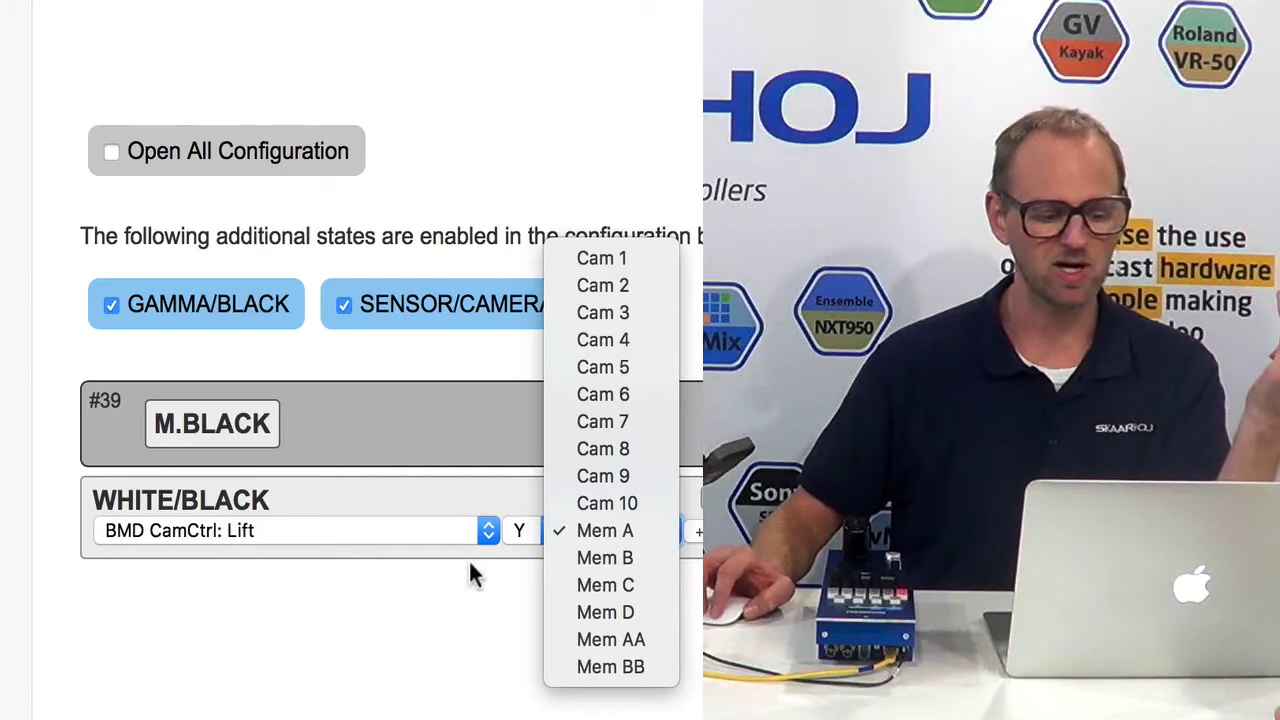 Open All Configuration
The following additional states are enabled in the configuration
GAMMA/BLACK
SENSOR/CAMERA
#39
M.BLACK
WHITE/BLACK
BMD CamCtrl: Lift
Y
+
Cam 1
Cam 2
Cam 3
Cam 4
Cam 5
Cam 6
Cam 7
Cam 8
Cam 9
Cam 10
Mem A
Mem B
Mem C
Mem D
Mem AA
Mem BB
GV
Kayak
Roland
VR-50
HOJ
ollers
se the use
cast hardware
ople making
Mix
Ensemble
NXT950
SKAARHOJ
Son